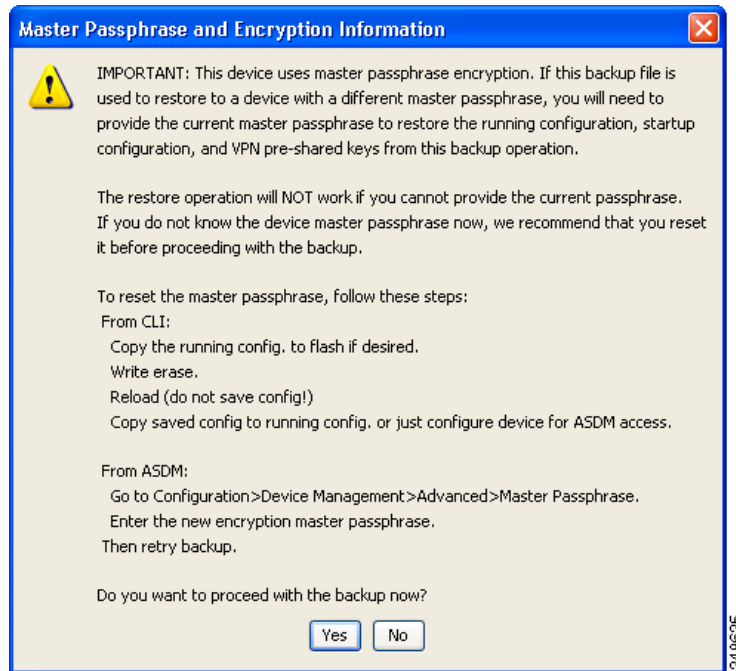 Master Passphrase and Encryption Information
IMPORTANT: This device uses master passphrase encryption. If this backup file is
used to restore to a device with a different master passphrase, you will need to
provide the current master passphrase to restore the running configuration, startup
configuration, and VPN pre-shared keys from this backup operation.
The restore operation will NOT work if you cannot provide the current passphrase.
If you do not know the device master passphrase now, we recommend that you reset
it before proceeding with the backup.
To reset the master passphrase, follow these steps:
From CLI:
Copy the running config. to flash if desired.
Write erase.
Reload (do not save config!)
Copy saved config to running config. or just configure device for ASDM access.
From ASDM:
Go to Configuration>Device Management>Advanced>Master Passphrase.
Enter the new encryption master passphrase.
Then retry backup.
Do you want to proceed with the backup now?
Yes
No